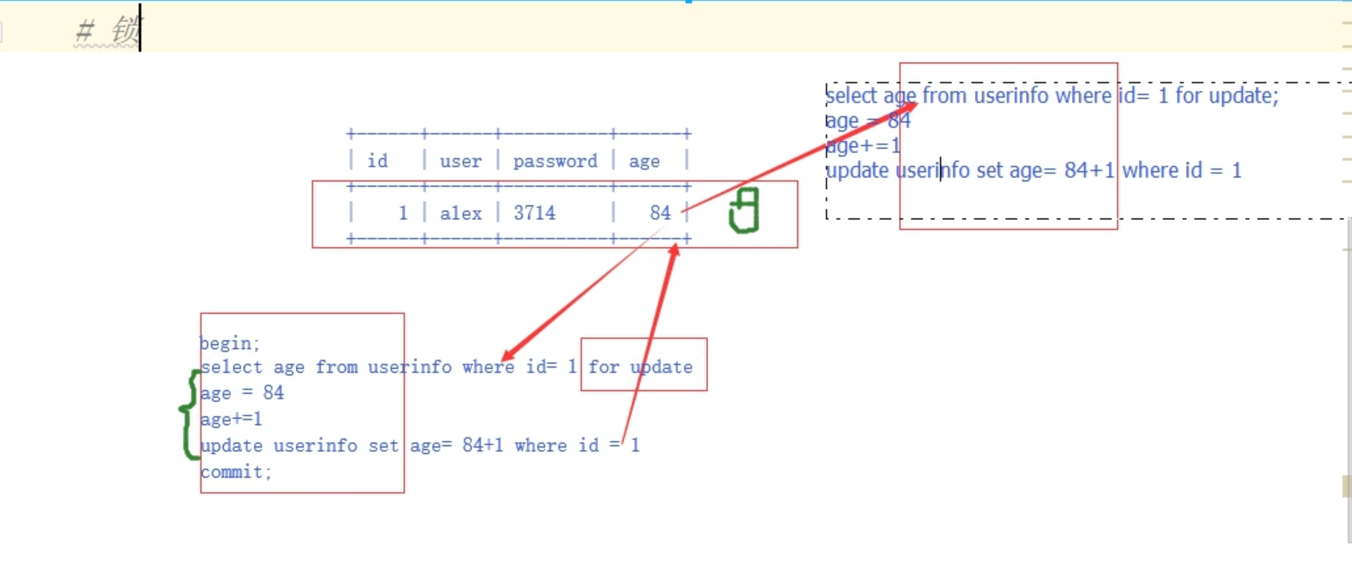 # 锁
select age from userinfo where id= 1 for update;
age = 84
age+=1
update userinfo set age= 84+1 where id = 1
+------+------+----------+------+
| id | user | password | age |
+------+------+----------+------+
| 1 | alex | 3714 | 84 |
+------+------+----------+------+
begin;
select age from userinfo where id= 1 for update
age = 84
age+=1
update userinfo set age= 84+1 where id = 1
commit;